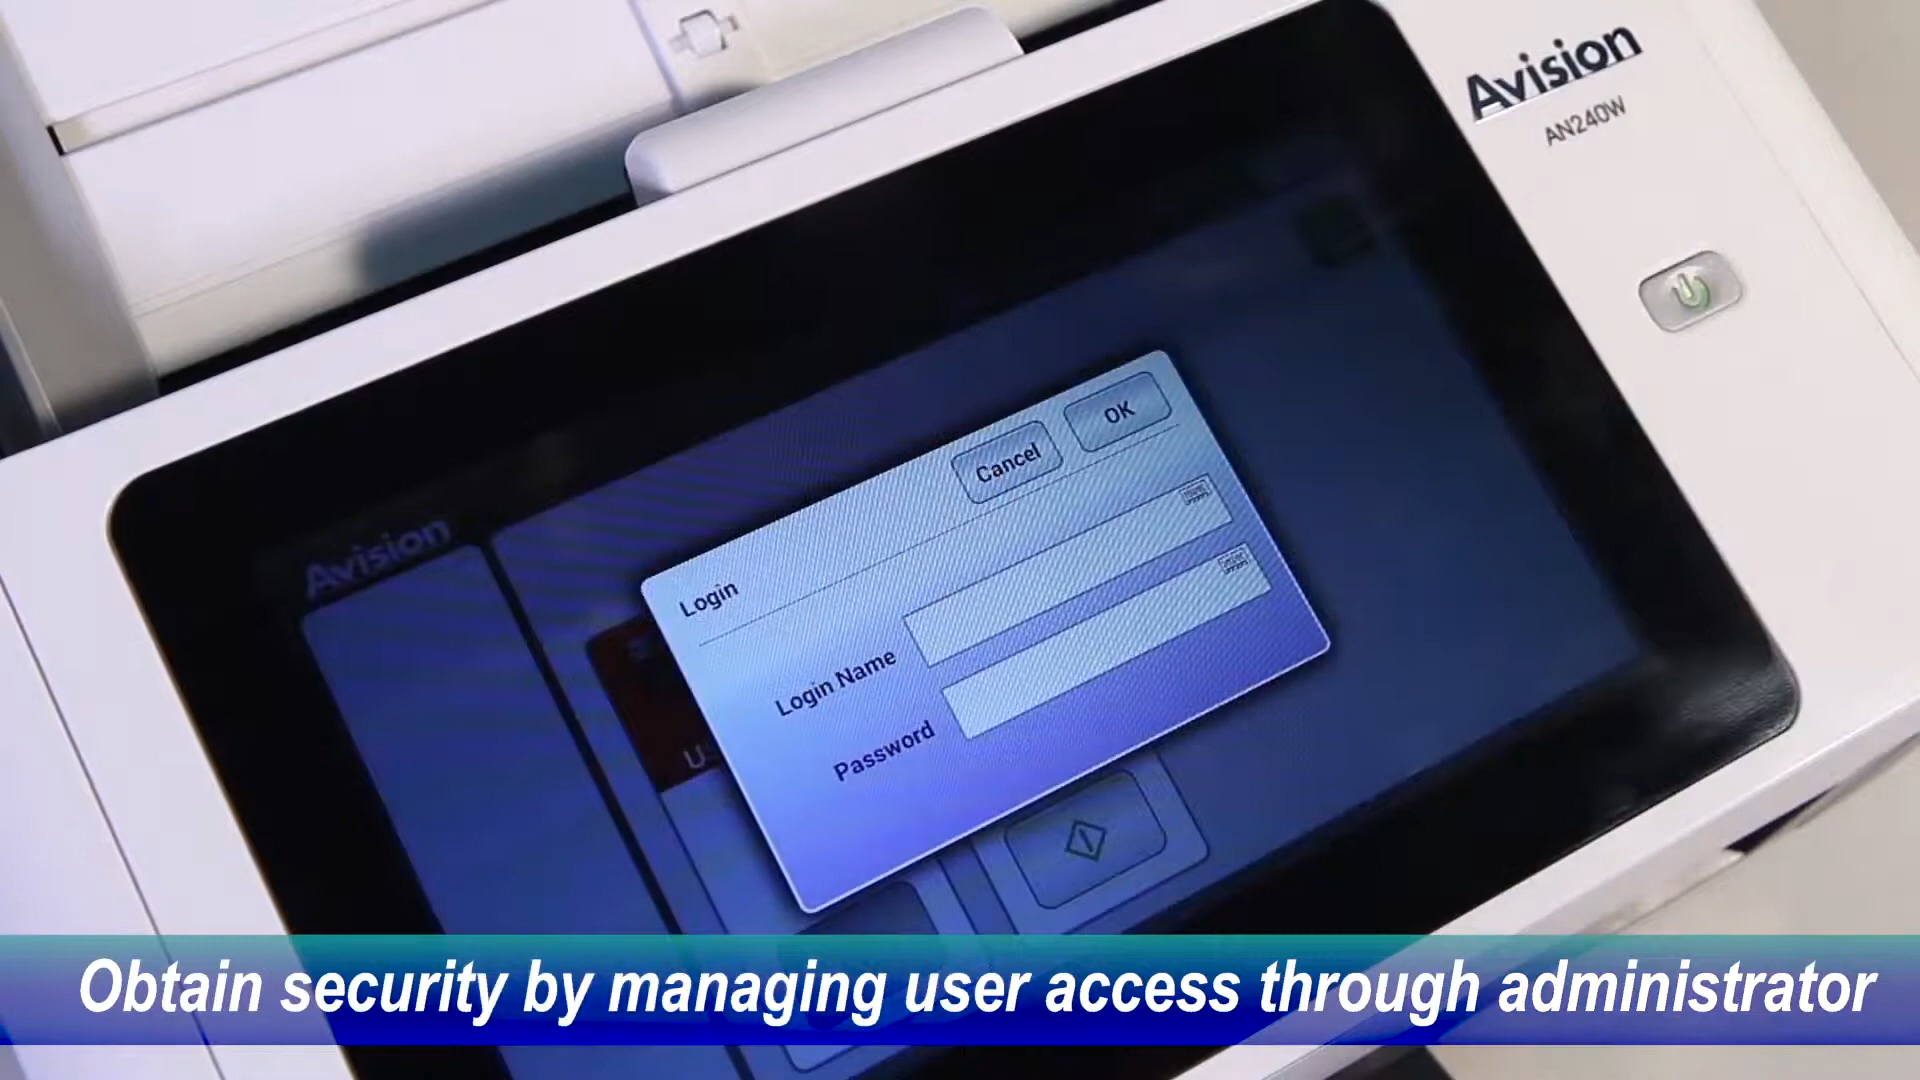 Avision
AN240W
OK
Cancel
Avision
Login
Login Name
Password
Obtain security by managing user access through administrator